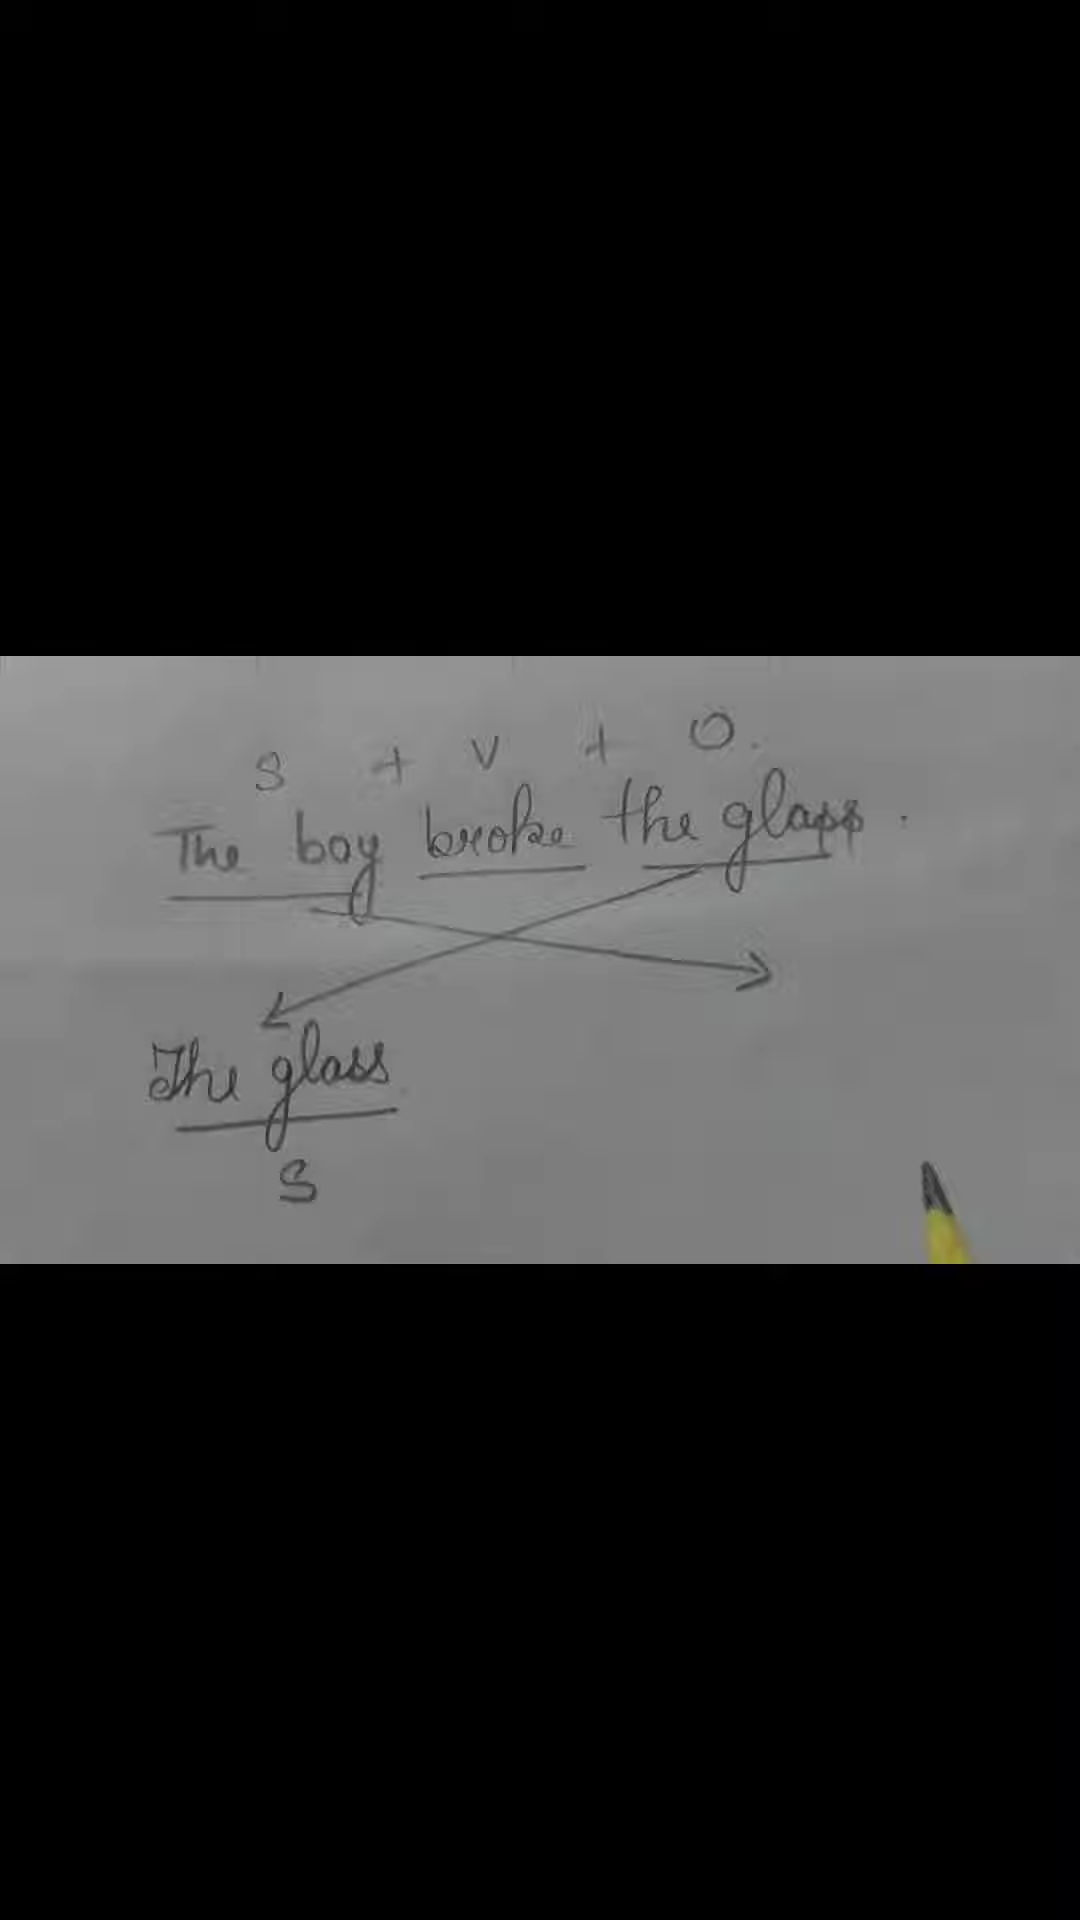 S + V + O.
The boy broke the glass.
The glass
S